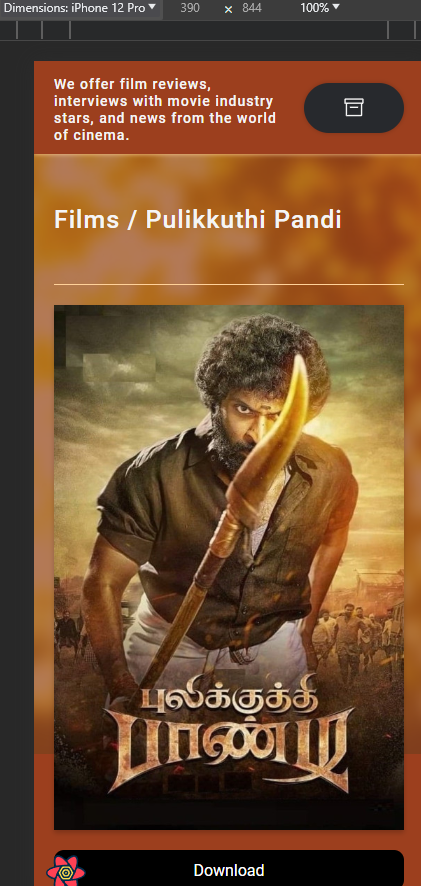 Dimensions: iPhone 12 Pro 390 × 844 100%
We offer film reviews,
interviews with movie industry
stars, and news from the world
of cinema.
Films / Pulikkuthi Pandi
புலிக்குத்தி
பாண்டி
Download